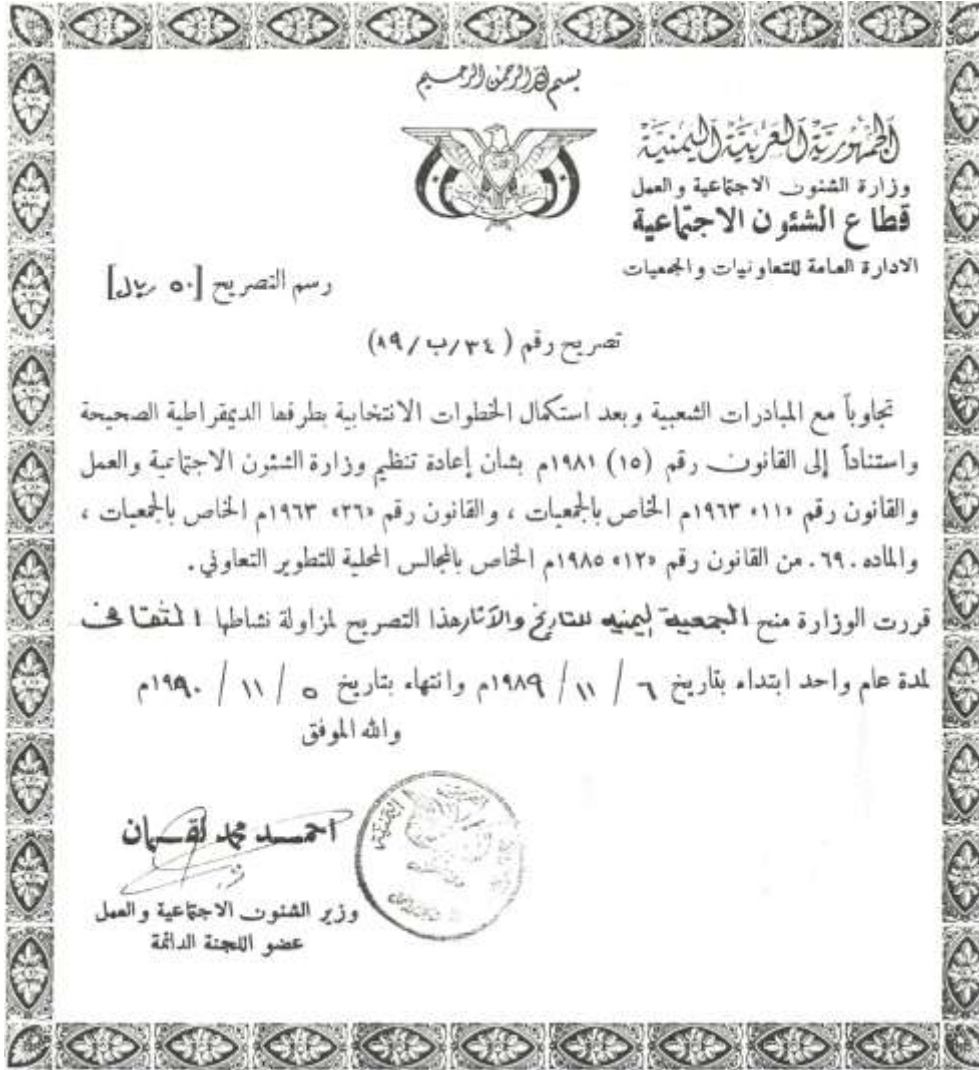 بسم الله الرحمن الرحيم
الجمهورية العربية اليمنية
وزارة الشئون الاجتماعية والعمل
قطاع الشئون الاجتماعية
الادارة العامة للتعاونيات والجمعيات
رسم التصريح [٥٠ ريال]
تصريح رقم ( ٣٤/ب/٨٩)
تجاوباً مع المبادرات الشعبية وبعد استكمال الخطوات الانتخابية بطرفها الديمقراطية الصحيحة
واستناداً إلى القانون رقم (١٥) ١٩٨١م بشان إعادة تنظيم وزارة الشئون الاجتماعية والعمل
والقانون رقم «١١» ١٩٦٣م الخاص بالجمعيات ، والقانون رقم «٢٦» ١٩٦٣م الخاص بالجمعيات ،
والماده . ٦٩ . من القانون رقم «١٢» ١٩٨٥م الخاص بالمجالس المحلية للتطوير التعاوني .
قررت الوزارة منح الجمعية اليمنيه للتاريخ والآثار هذا التصريح لمزاولة نشاطها الثقافي
لمدة عام واحد ابتداء بتاريخ ٦ / ١١ / ١٩٨٩م وانتهاء بتاريخ ٥ / ١١ / ١٩٩٠م
والله الموفق
احمد محمد لقمان
وزير الشئون الاجتماعية والعمل
عضو اللجنة الدائمة